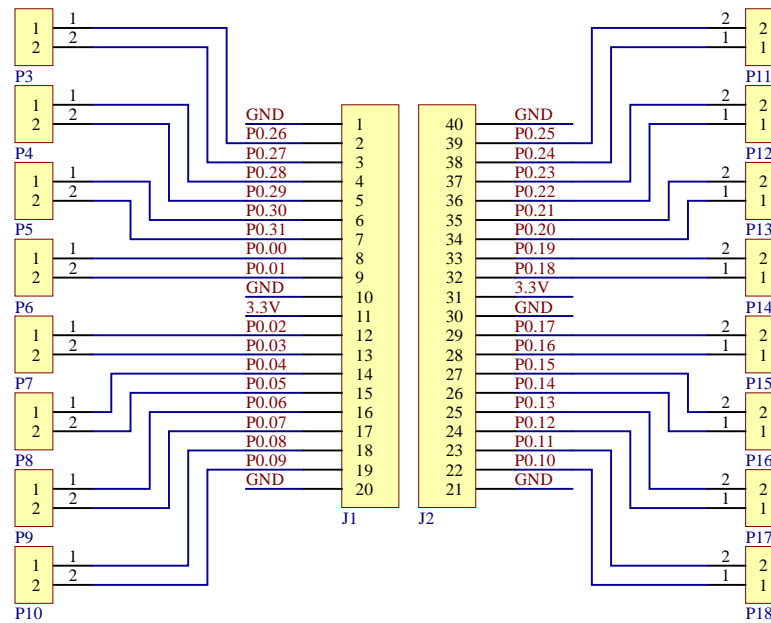 1 1
2 2
P3
1 1
2 2
P4
1 1
2 2
P5
1 1
2 2
P6
1 1
2 2
P7
1 1
2 2
P8
1 1
2 2
P9
1 1
2 2
P10
GND 1
P0.26 2
P0.27 3
P0.28 4
P0.29 5
P0.30 6
P0.31 7
P0.00 8
P0.01 9
GND 10
3.3V 11
P0.02 12
P0.03 13
P0.04 14
P0.05 15
P0.06 16
P0.07 17
P0.08 18
P0.09 19
GND 20
J1
40 GND
39 P0.25
38 P0.24
37 P0.23
36 P0.22
35 P0.21
34 P0.20
33 P0.19
32 P0.18
31 3.3V
30 GND
29 P0.17
28 P0.16
27 P0.15
26 P0.14
25 P0.13
24 P0.12
23 P0.11
22 P0.10
21 GND
J2
2 2
1 1
P11
2 2
1 1
P12
2 2
1 1
P13
2 2
1 1
P14
2 2
1 1
P15
2 2
1 1
P16
2 2
1 1
P17
2 2
1 1
P18